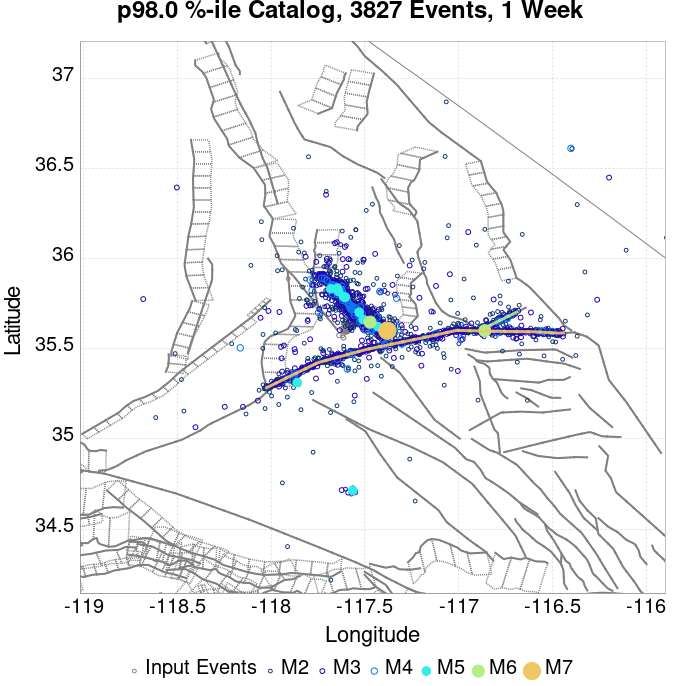 p98.0 %-ile Catalog, 3827 Events, 1 Week
37
36.5
36
35.5
35
34.5
Latitude
-119 -118.5 -118 -117.5 -117 -116.5 -116
Longitude
Input Events M2 M3 M4 M5 M6 M7